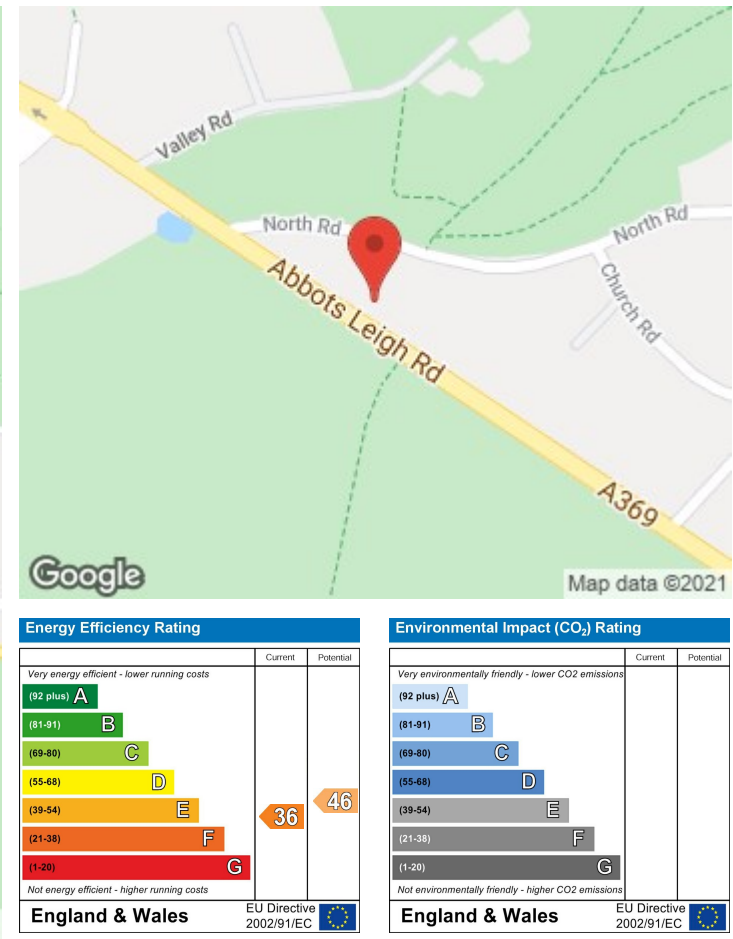 Valley Rd
North Rd
North Rd
Abbots Leigh Rd
Church Rd
A369
Google
Map data ©2021
Energy Efficiency Rating
Current Potential
Very energy efficient - lower running costs
(92 plus) A
(81-91) B
(69-80) C
(55-68) D
(39-54) E
(21-38) F
(1-20) G
36
46
Not energy efficient - higher running costs
England & Wales
EU Directive
2002/91/EC
Environmental Impact (CO₂) Rating
Current Potential
Very environmentally friendly - lower CO2 emissions
(92 plus) A
(81-91) B
(69-80) C
(55-68) D
(39-54) E
(21-38) F
(1-20) G
Not environmentally friendly - higher CO2 emissions
England & Wales
EU Directive
2002/91/EC